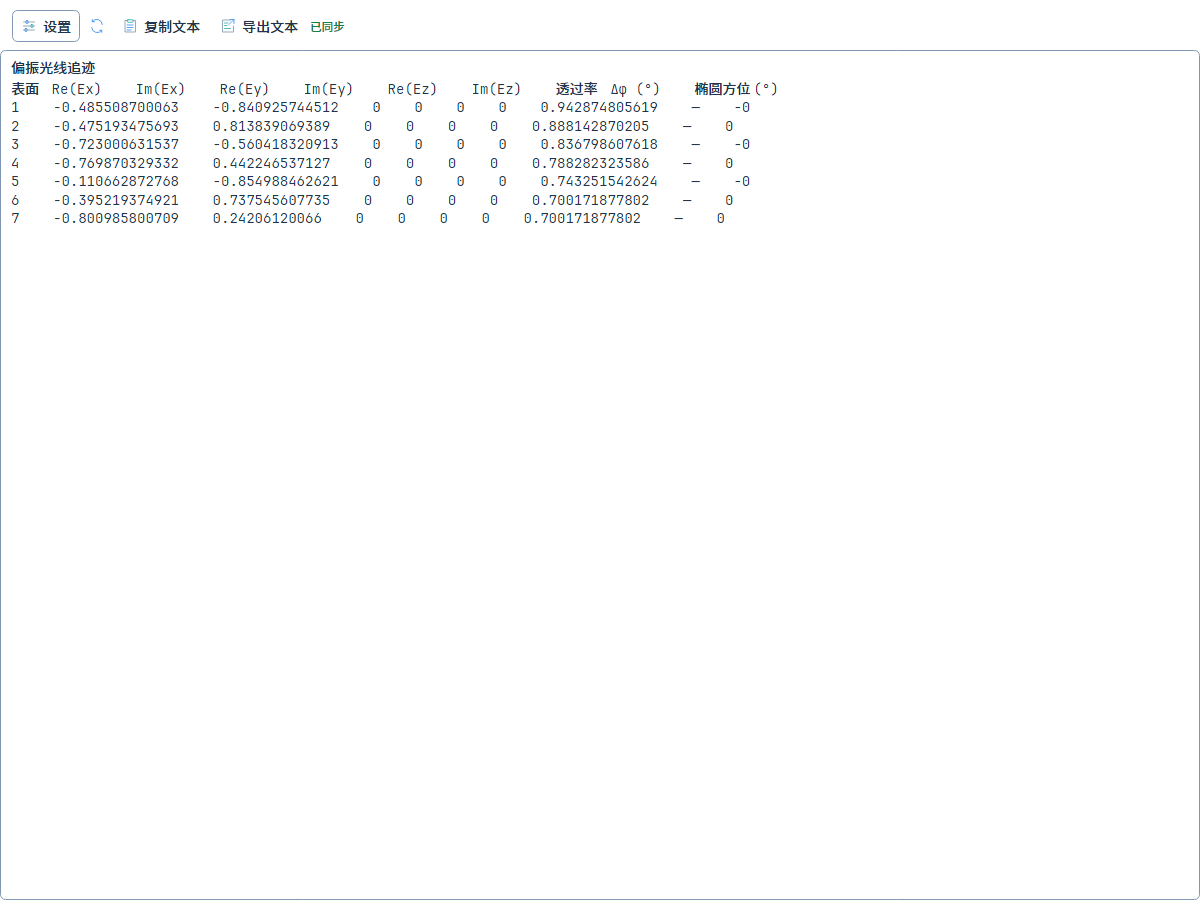 设置 复制文本 导出文本 已同步
偏振光线追迹
表面 Re(Ex) Im(Ex) Re(Ey) Im(Ey) Re(Ez) Im(Ez) 透过率 Δφ (°) 椭圆方位(°)
1 -0.485508700063 -0.840925744512 0 0 0 0 0.942874805619 — -0
2 -0.475193475693 0.813839069389 0 0 0 0 0.888142870205 — 0
3 -0.723000631537 -0.560418320913 0 0 0 0 0.836798607618 — -0
4 -0.769870329332 0.442246537127 0 0 0 0 0.788282323586 — 0
5 -0.110662872768 -0.854988462621 0 0 0 0 0.743251542624 — -0
6 -0.395219374921 0.737545607735 0 0 0 0 0.700171877802 — 0
7 -0.800985800709 0.24206120066 0 0 0 0 0.700171877802 — 0